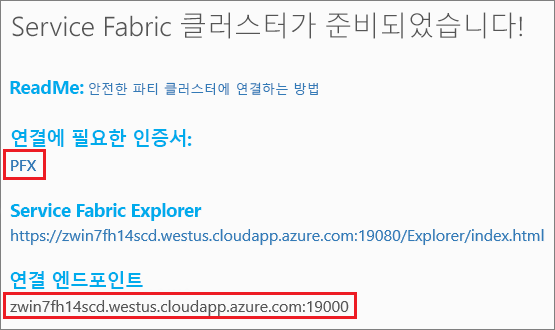 Service Fabric 클러스터가 준비되었습니다!
ReadMe: 안전한 파티 클러스터에 연결하는 방법
연결에 필요한 인증서:
PFX
Service Fabric Explorer
https://zwin7fh14scd.westus.cloudapp.azure.com:19080/Explorer/index.html
연결 엔드포인트
zwin7fh14scd.westus.cloudapp.azure.com:19000